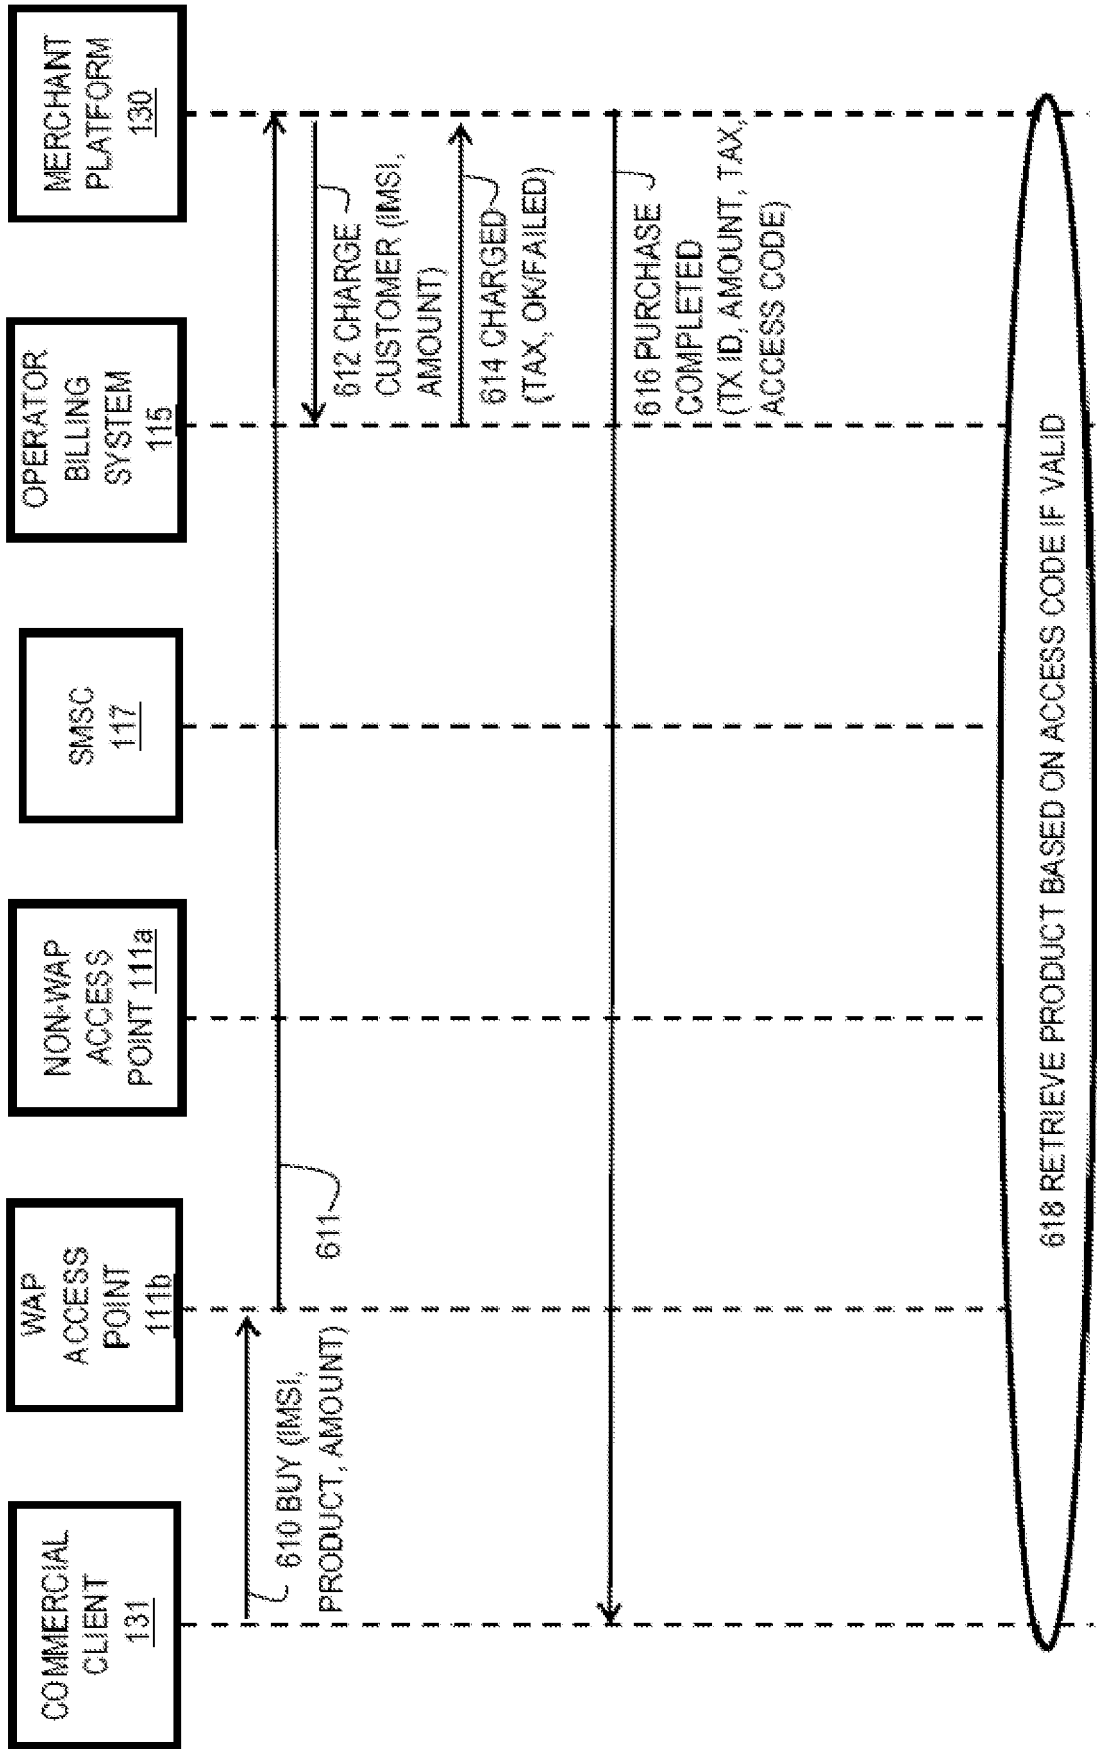 COMMERCIAL
CLIENT
131
WAP
ACCESS
POINT
111b
NON-WAP
ACCESS
POINT 111a
SMSC
117
OPERATOR
BILLING
SYSTEM
115
MERCHANT
PLATFORM
130
610 BUY (IMSI,
PRODUCT, AMOUNT)
611
612 CHARGE
CUSTOMER (IMSI,
AMOUNT)
614 CHARGED
(TAX, OK/FAILED)
616 PURCHASE
COMPLETED
(TX ID, AMOUNT, TAX,
ACCESS CODE)
618 RETRIEVE PRODUCT BASED ON ACCESS CODE IF VALID